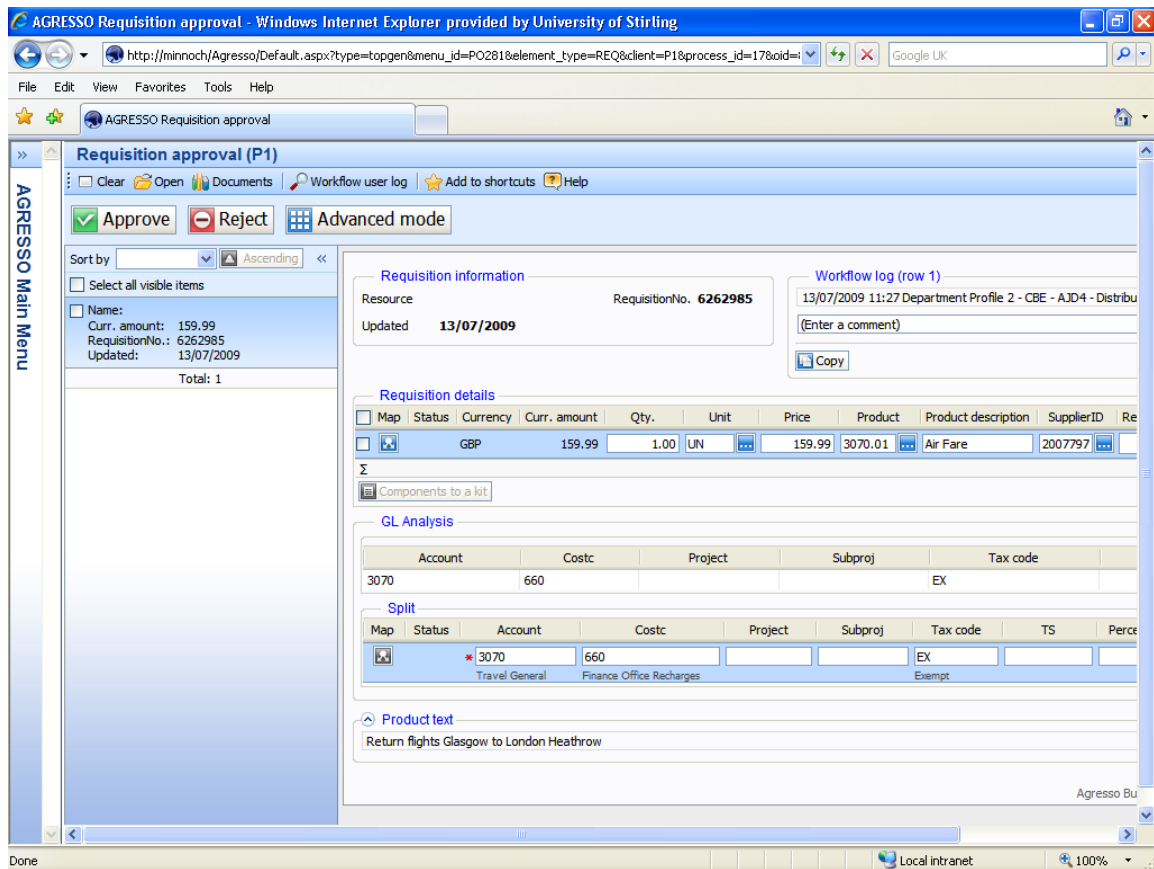 AGRESSO Requisition approval - Windows Internet Explorer provided by University of Stirling
http://minnoch/Agresso/Default.aspx?type=topgen&menu_id=PO281&element_type=REQ&client=P1&process_id=17&oid=
Google UK
File Edit View Favorites Tools Help
AGRESSO Requisition approval
»
AGRESSO Main Menu
Requisition approval (P1)
Clear Open Documents Workflow user log Add to shortcuts Help
Approve Reject Advanced mode
Sort by Ascending «
Select all visible items
Name:
Curr. amount: 159.99
RequisitionNo.: 6262985
Updated: 13/07/2009
Total: 1
Requisition information
Resource RequisitionNo. 6262985
Updated 13/07/2009
Workflow log (row 1)
13/07/2009 11:27 Department Profile 2 - CBE - AJD4 - Distribu
(Enter a comment)
Copy
Requisition details
Map Status Currency Curr. amount Qty. Unit Price Product Product description SupplierID Re
GBP 159.99 1.00 UN ... 159.99 3070.01 ... Air Fare 2007797 ...
Σ
Components to a kit
GL Analysis
Account Costc Project Subproj Tax code
3070 660 EX
Split
Map Status Account Costc Project Subproj Tax code TS Perce
* 3070 660 EX
Travel General Finance Office Recharges Exempt
Product text
Return flights Glasgow to London Heathrow
Agresso Bu
Done Local intranet 100%